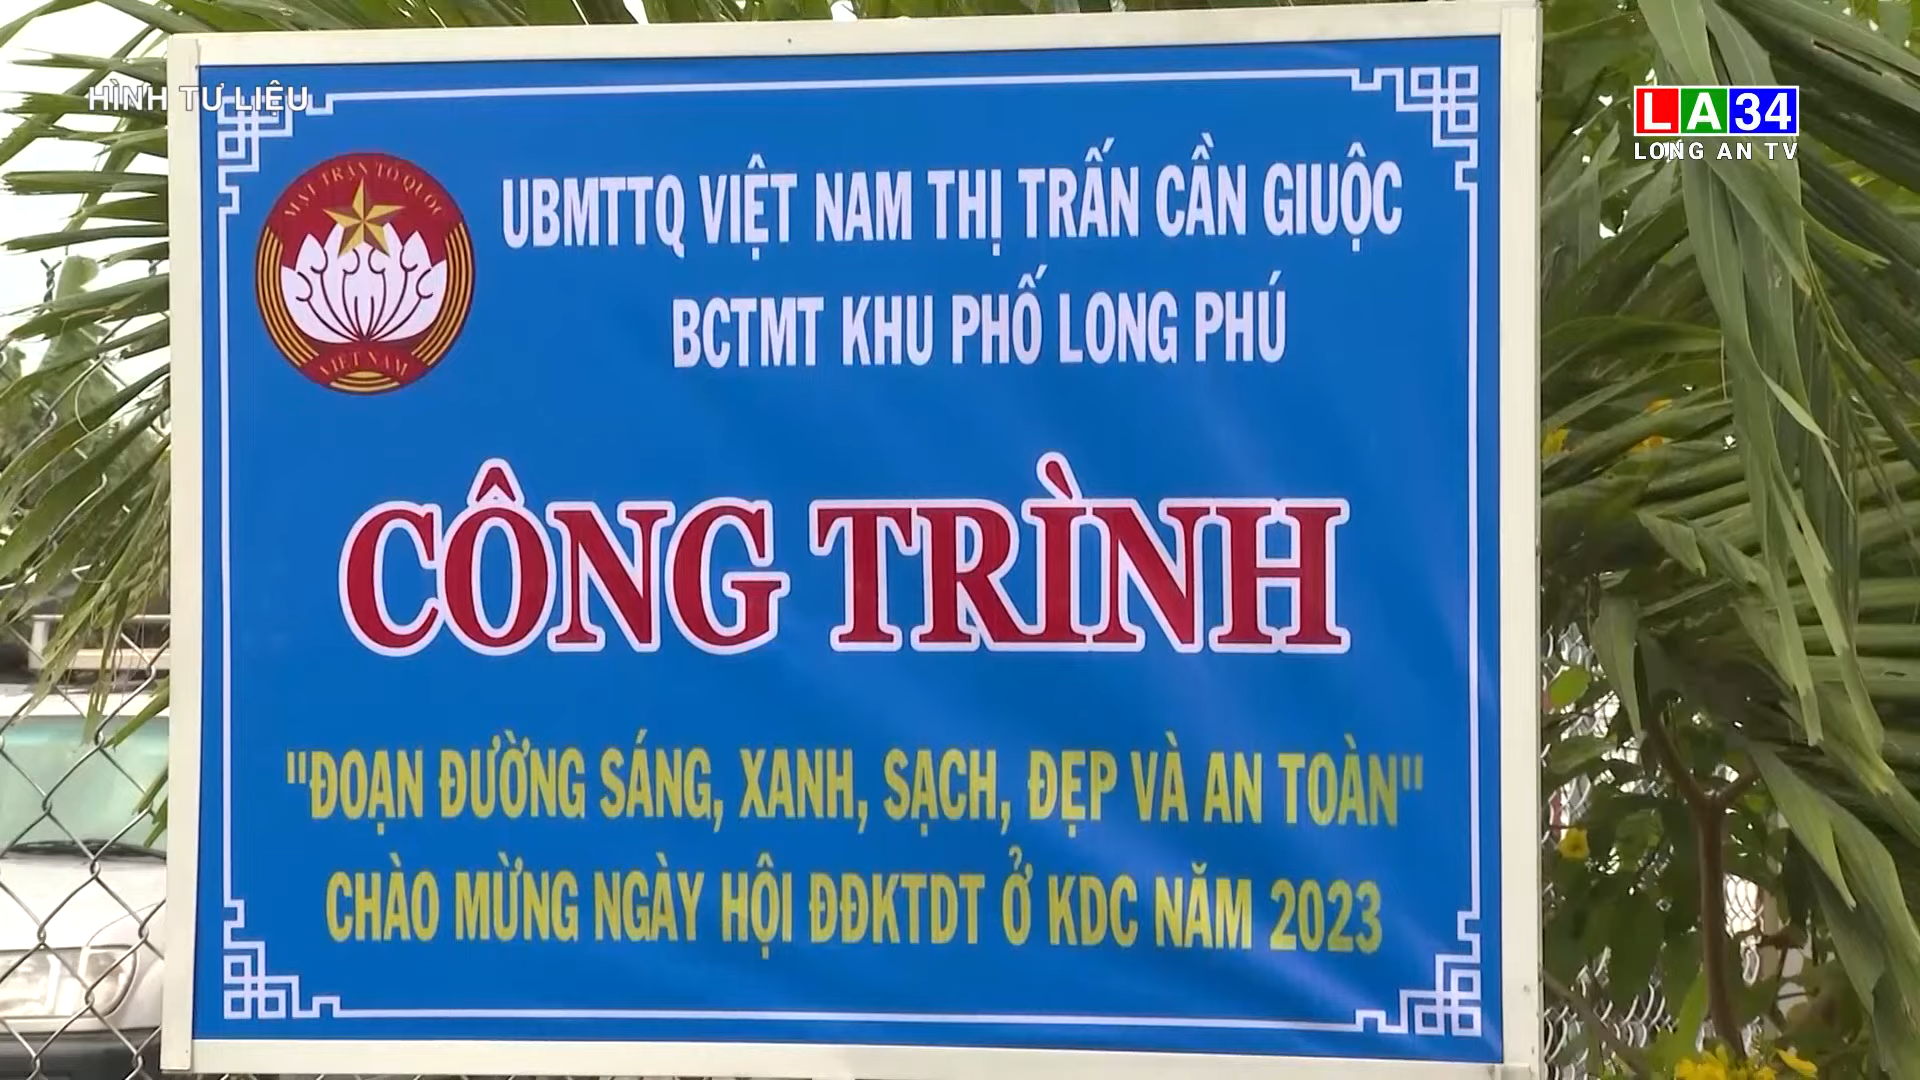 HÌNH TƯ LIỆU
LA34
LONG AN TV
MẶT TRẬN TỔ QUỐC
VIỆT NAM
UBMTTQ VIỆT NAM THỊ TRẤN CẦN GIUỘC
BCTMT KHU PHỐ LONG PHÚ
CÔNG TRÌNH
"ĐOẠN ĐƯỜNG SÁNG, XANH, SẠCH, ĐẸP VÀ AN TOÀN"
CHÀO MỪNG NGÀY HỘI ĐĐKTDT Ở KDC NĂM 2023